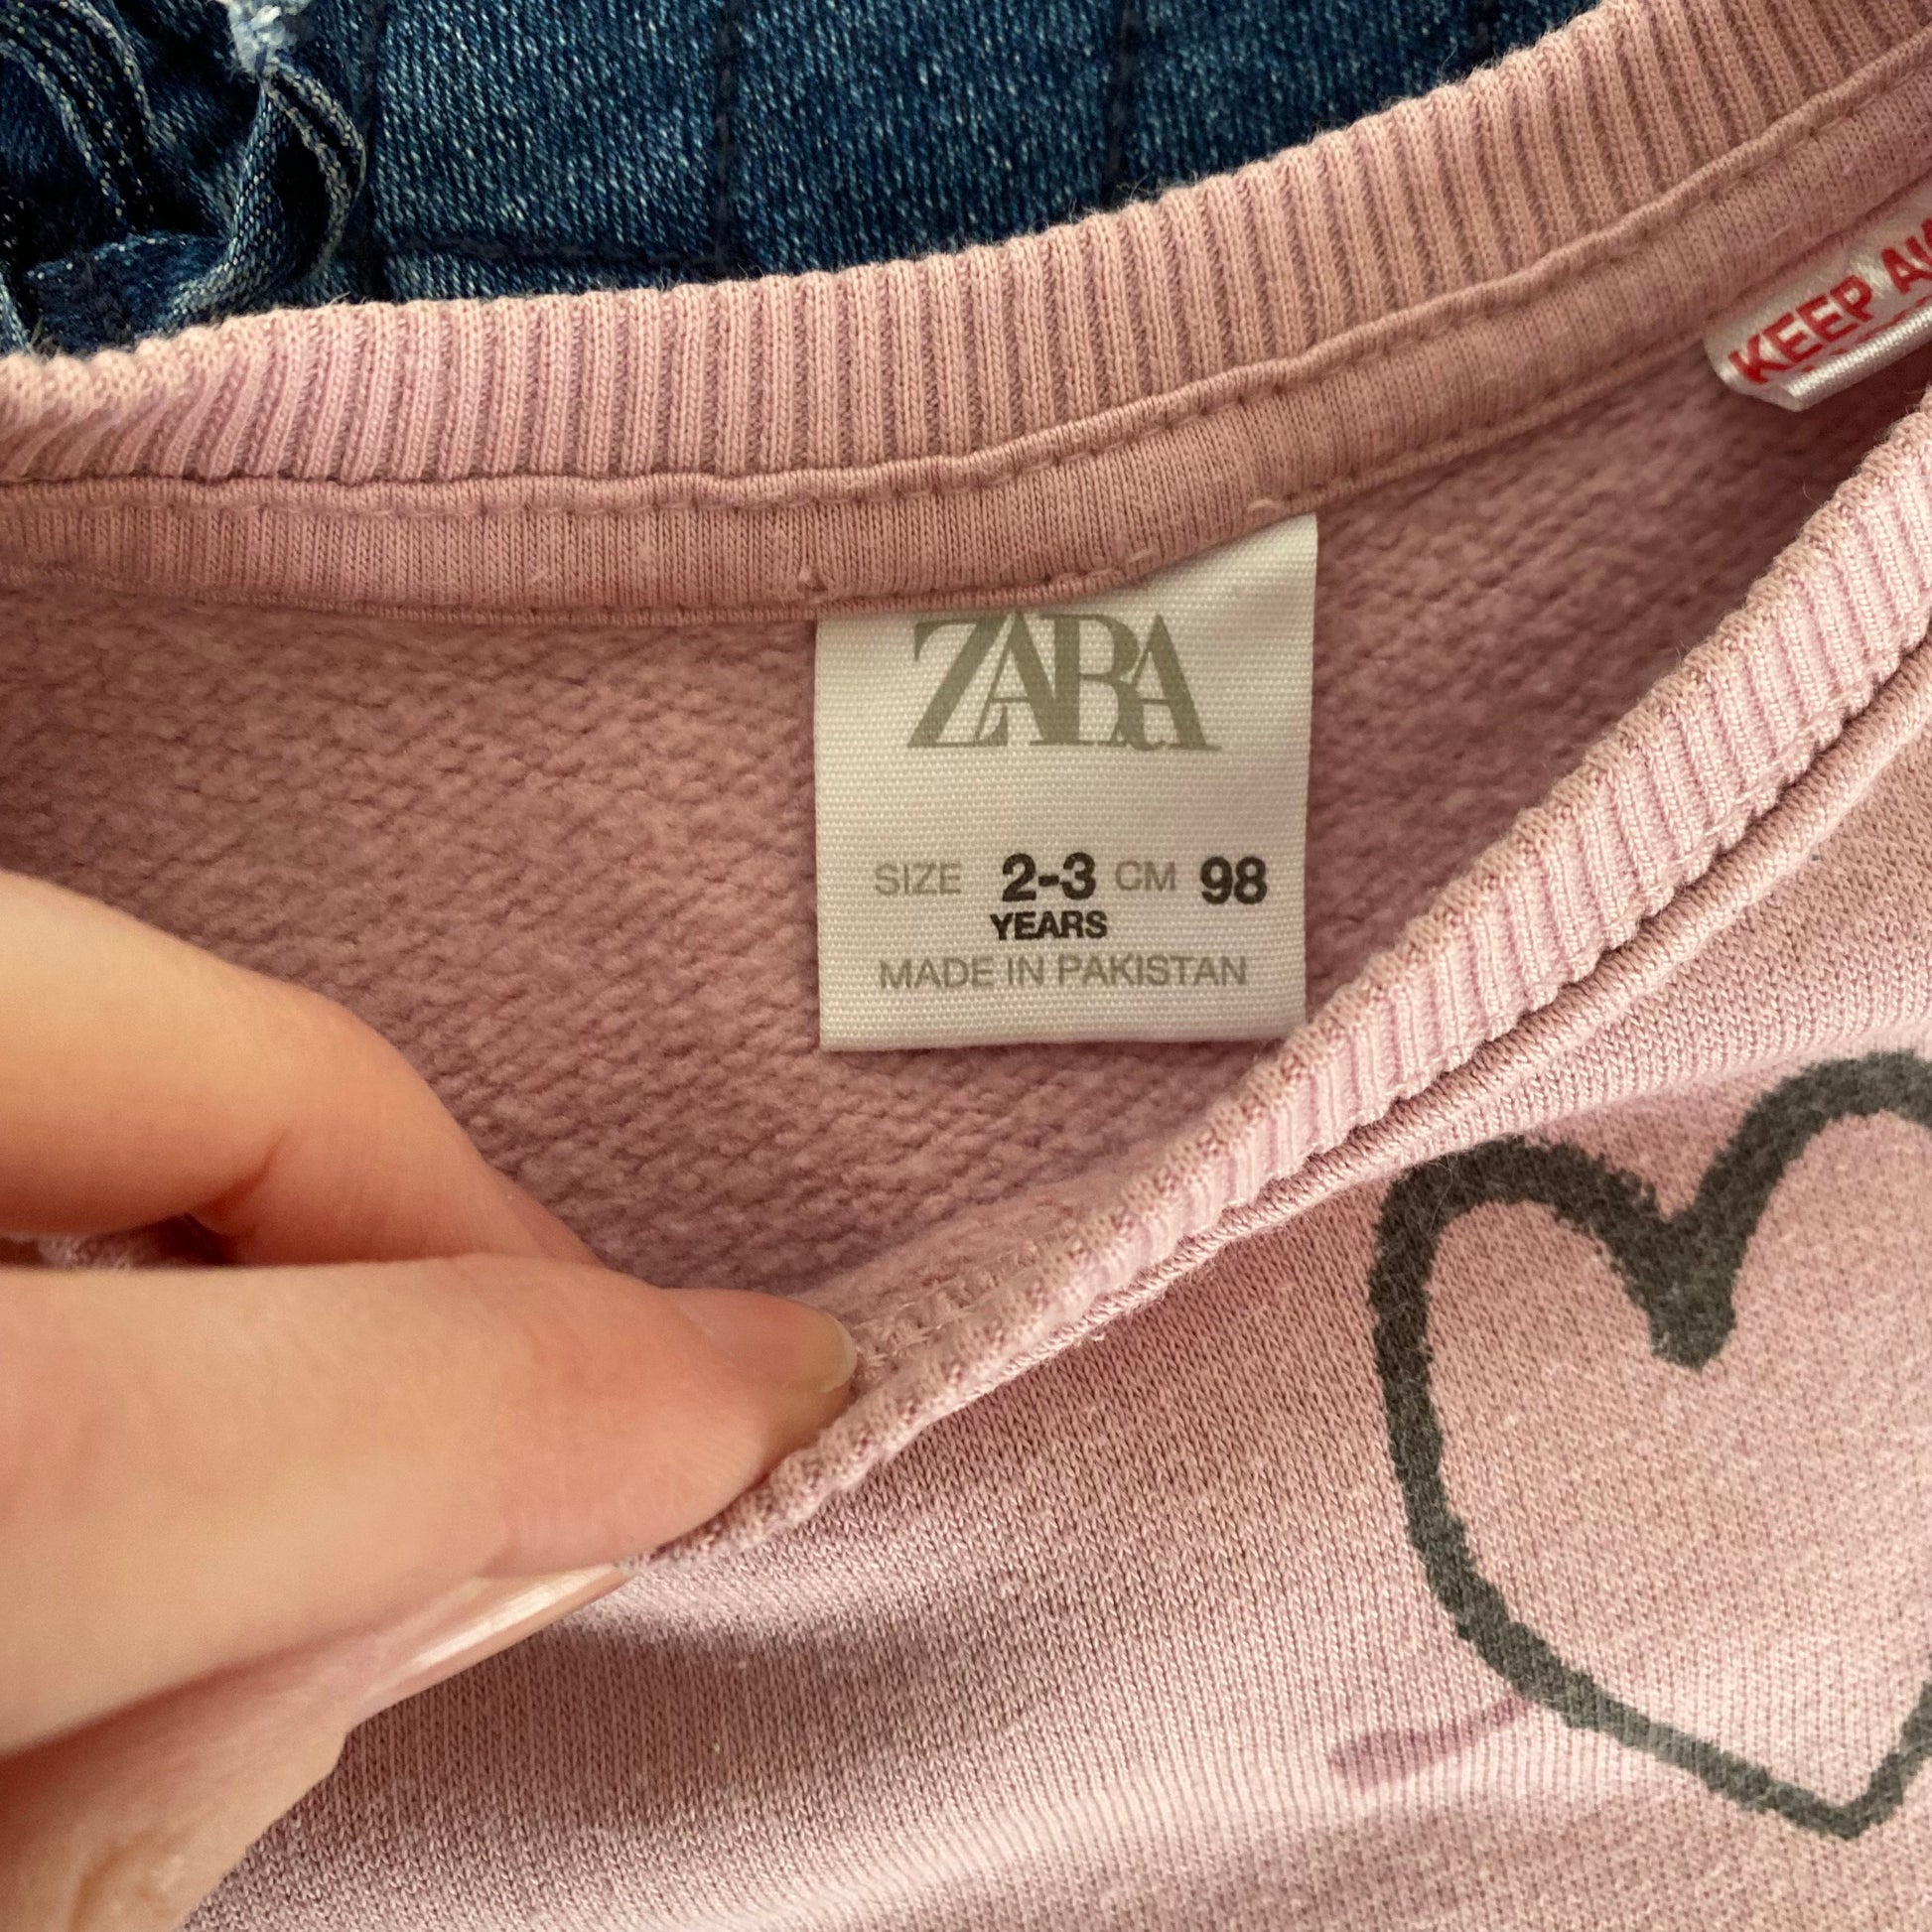 KEEP
ZARA
SIZE 2-3 CM 98
YEARS
MADE IN PAKISTAN